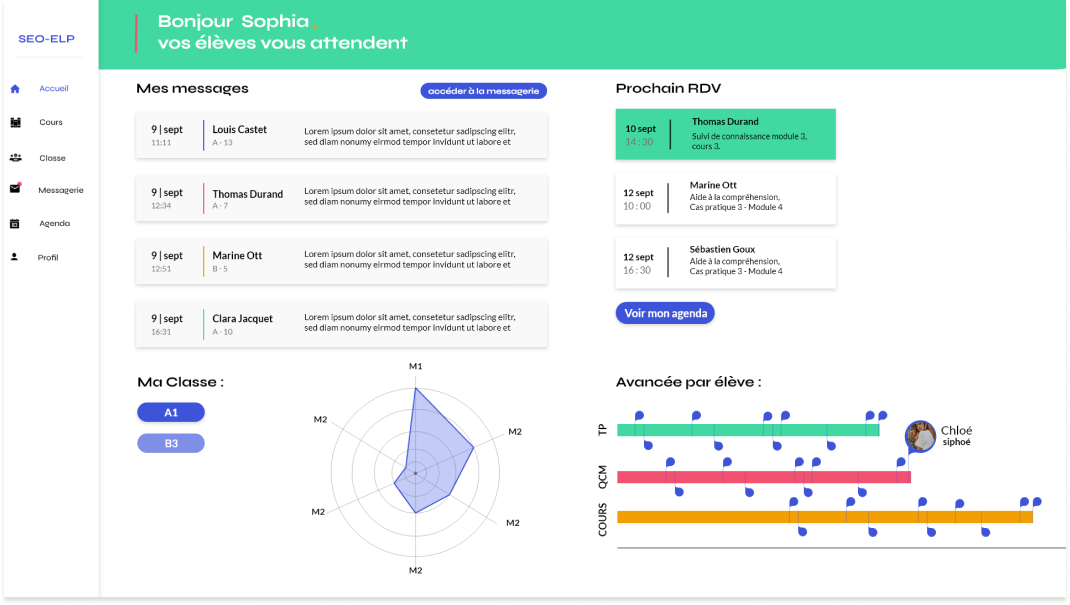 SEO-ELP
Accueil
Cours
Classe
Messagerie
Agenda
Profil
Bonjour Sophia .
vos élèves vous attendent
Mes messages
accéder à la messagerie
9 | sept
11:11
Louis Castet
A - 13
Lorem ipsum dolor sit amet, consetetur sadipscing elitr,
sed diam nonumy eirmod tempor invidunt ut labore et
9 | sept
12:34
Thomas Durand
A - 7
Lorem ipsum dolor sit amet, consetetur sadipscing elitr,
sed diam nonumy eirmod tempor invidunt ut labore et
9 | sept
12:51
Marine Ott
B - 5
Lorem ipsum dolor sit amet, consetetur sadipscing elitr,
sed diam nonumy eirmod tempor invidunt ut labore et
9 | sept
16:31
Clara Jacquet
A - 10
Lorem ipsum dolor sit amet, consetetur sadipscing elitr,
sed diam nonumy eirmod tempor invidunt ut labore et
Prochain RDV
10 sept
14 : 30
Thomas Durand
Suivi de connaissance module 3,
cours 3.
12 sept
10 : 00
Marine Ott
Aide à la compréhension,
Cas pratique 3 - Module 4
12 sept
16 : 30
Sébastien Goux
Aide à la compréhension,
Cas pratique 3 - Module 4
Voir mon agenda
Ma Classe :
A1
B3
M1
M2
M2
M2
M2
M2
Avancée par élève :
TP
QCM
COURS
Chloé
siphoé